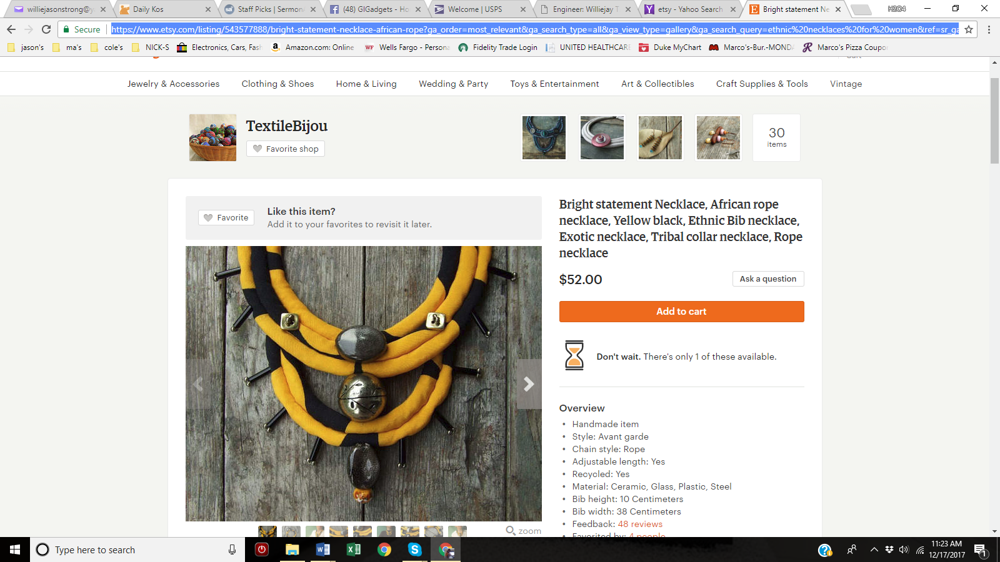 williejasonstrong@y
Daily Kos
Staff Picks | Sermon
(48) GIGadgets - Ho
Welcome | USPS
Engineer: Williejay T
etsy - Yahoo Search
Bright statement Ne
H2O4
Secure
https://www.etsy.com/listing/543577888/bright-statement-necklace-african-rope?ga_order=most_relevant&ga_search_type=all&ga_view_type=gallery&ga_search_query=ethnic%20necklaces%20for%20women&ref=sr_ga
jason's
ma's
cole's
NICK-S
Electronics, Cars, Fash
Amazon.com: Online
WF
Wells Fargo - Persona
Fidelity Trade Login
UNITED HEALTHCARE
Duke MyChart
Marco's-Bur.-MONDA
Marco's Pizza Coupon
Cart
Jewelry & Accessories
Clothing & Shoes
Home & Living
Wedding & Party
Toys & Entertainment
Art & Collectibles
Craft Supplies & Tools
Vintage
TextileBijou
Favorite shop
30
items
Favorite
Like this item?
Add it to your favorites to revisit it later.
zoom
Bright statement Necklace, African rope
necklace, Yellow black, Ethnic Bib necklace,
Exotic necklace, Tribal collar necklace, Rope
necklace
$52.00
Ask a question
Add to cart
Don't wait. There's only 1 of these available.
Overview
• Handmade item
• Style: Avant garde
• Chain style: Rope
• Adjustable length: Yes
• Recycled: Yes
• Material: Ceramic, Glass, Plastic, Steel
• Bib height: 10 Centimeters
• Bib width: 38 Centimeters
• Feedback: 48 reviews
• Favorited by: 4 people
Type here to search
11:23 AM
12/17/2017
1